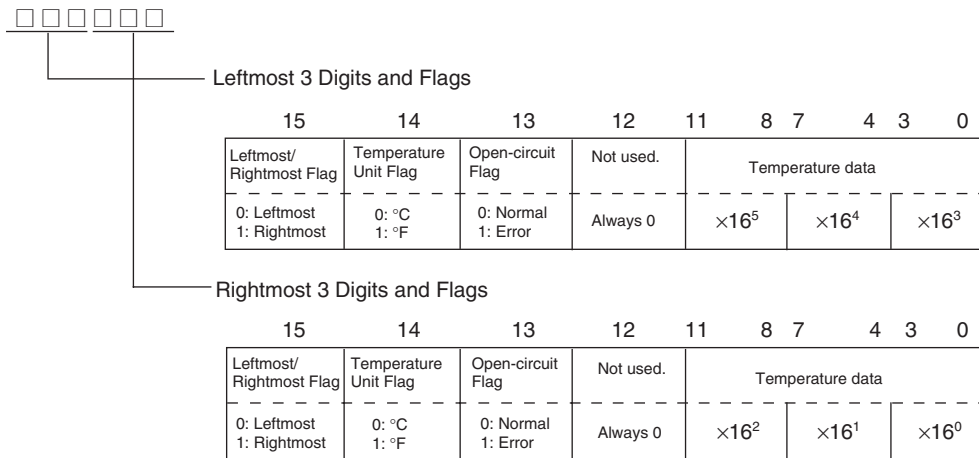 □□□□□□
Leftmost 3 Digits and Flags
15 14 13 12 11 8 7 4 3 0
Leftmost/ Temperature Open-circuit Not used. Temperature data
Rightmost Flag Unit Flag Flag
0: Leftmost 0: °C 0: Normal Always 0 ×16⁵ ×16⁴ ×16³
1: Rightmost 1: °F 1: Error
Rightmost 3 Digits and Flags
15 14 13 12 11 8 7 4 3 0
Leftmost/ Temperature Open-circuit Not used. Temperature data
Rightmost Flag Unit Flag Flag
0: Leftmost 0: °C 0: Normal Always 0 ×16² ×16¹ ×16⁰
1: Rightmost 1: °F 1: Error